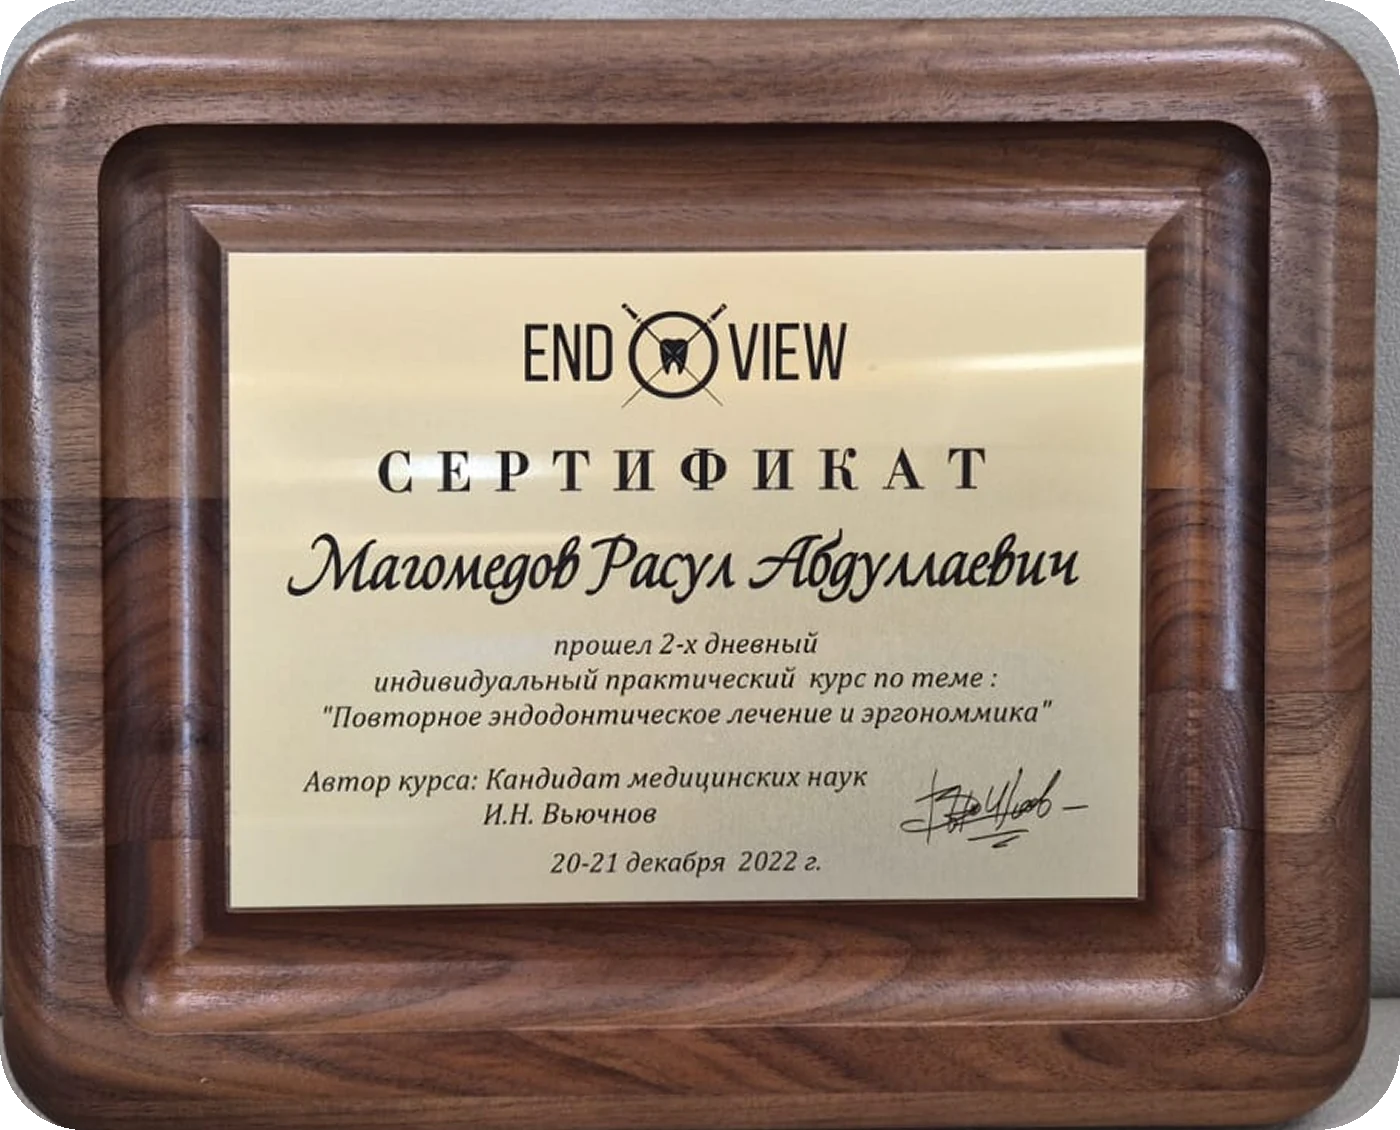 END VIEW
СЕРТИФИКАТ
Магомедов Расул Абдуллаевич
прошел 2-х дневный
индивидуальный практический курс по теме :
"Повторное эндодонтическое лечение и эргономмика"
Автор курса: Кандидат медицинских наук
И.Н. Вьючнов
20-21 декабря 2022 г.